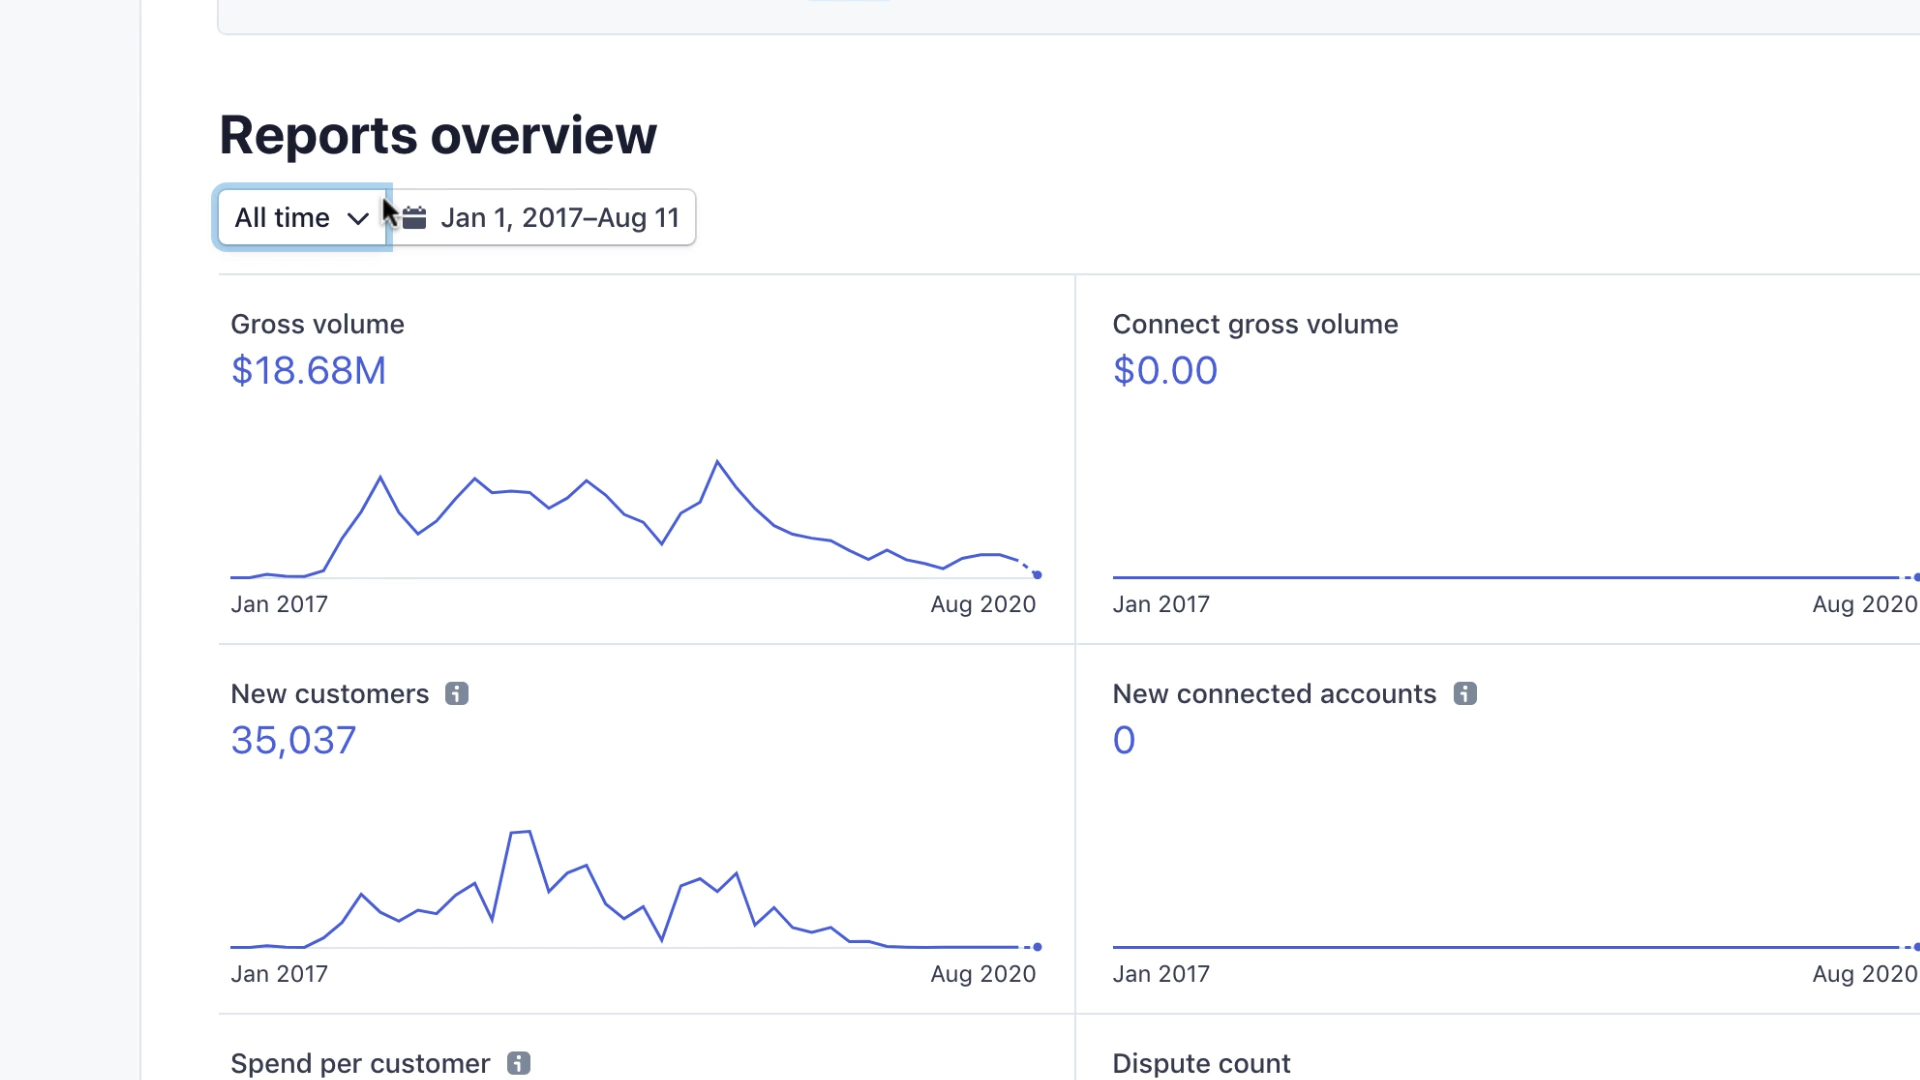 Reports overview
All time
Jan 1, 2017–Aug 11
Gross volume
$18.68M
Jan 2017
Aug 2020
Connect gross volume
$0.00
Jan 2017
Aug 2020
New customers
35,037
Jan 2017
Aug 2020
New connected accounts
0
Jan 2017
Aug 2020
Spend per customer
Dispute count